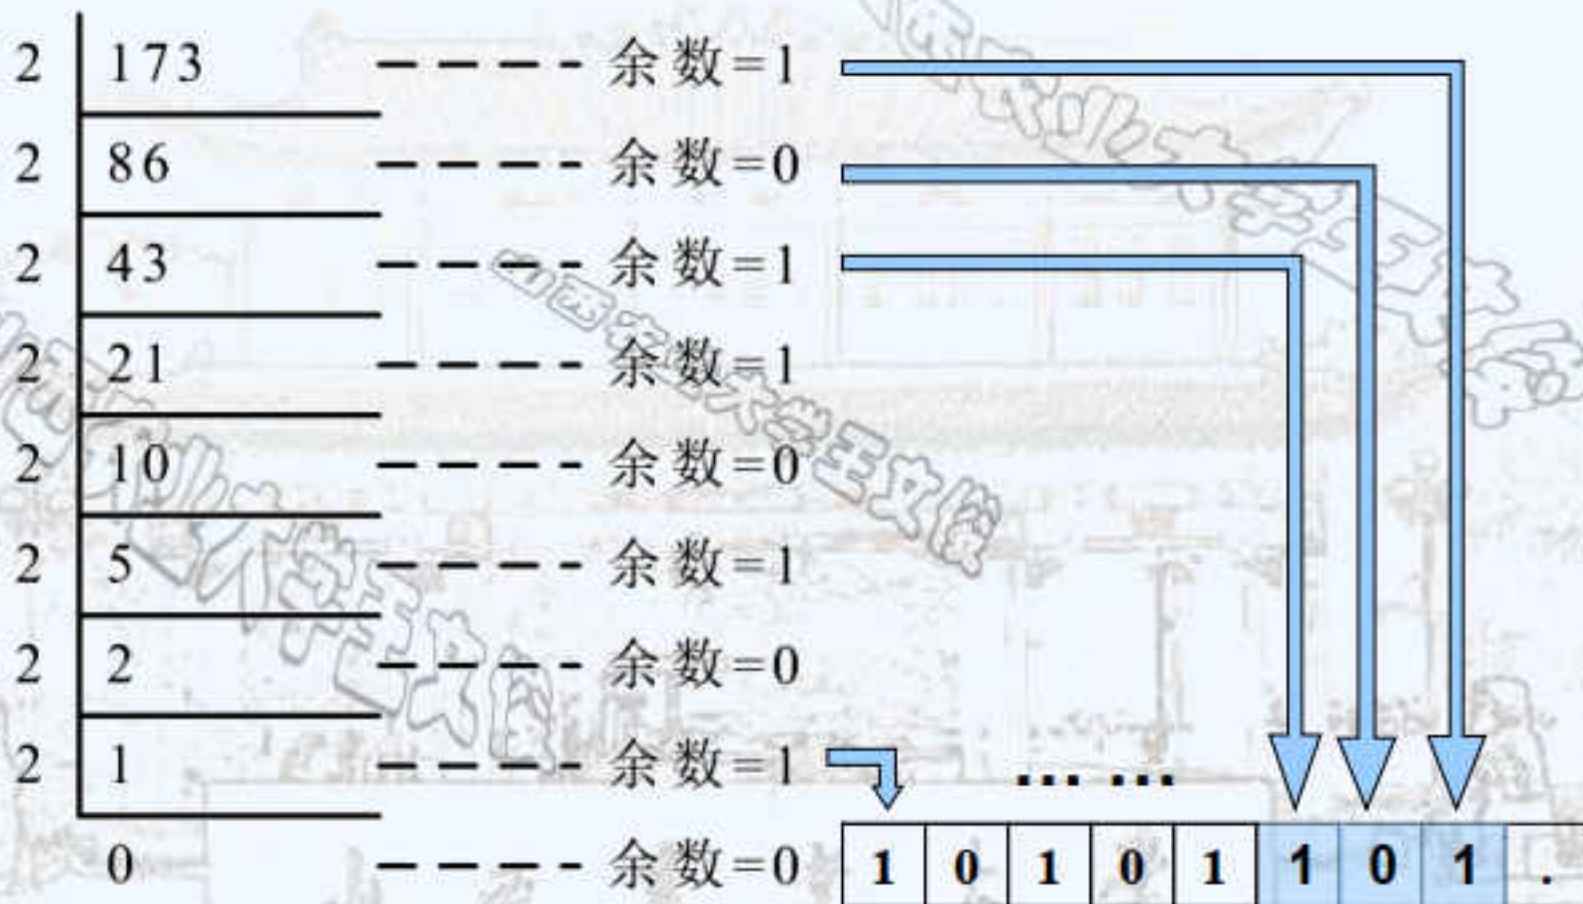 2 173 ---- 余数=1
2 86 ---- 余数=0
2 43 ---- 余数=1
2 21 ---- 余数=1
2 10 ---- 余数=0
2 5 ---- 余数=1
2 2 ---- 余数=0
2 1 ---- 余数=1 … …
0 ---- 余数=0 1 0 1 0 1 1 0 1 .